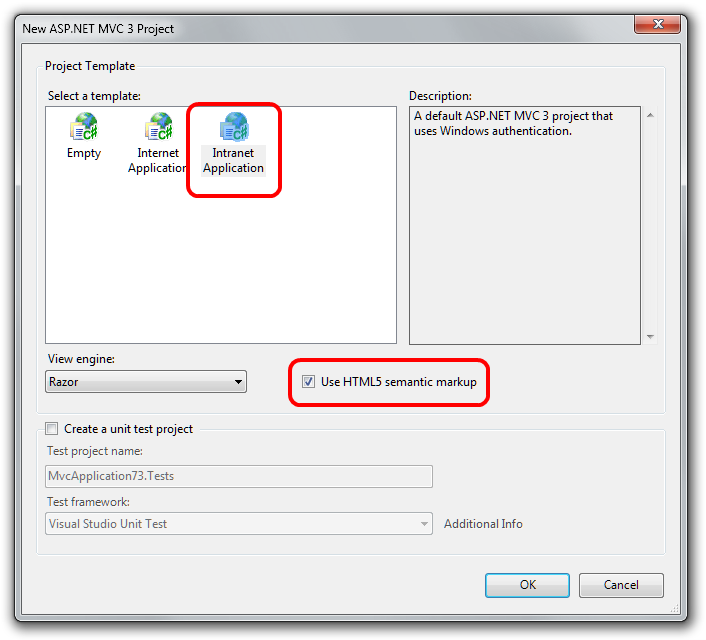 New ASP.NET MVC 3 Project
Project Template
Select a template:
Description:
Empty
Internet
Application
Intranet
Application
A default ASP.NET MVC 3 project that
uses Windows authentication.
View engine:
Razor
Use HTML5 semantic markup
Create a unit test project
Test project name:
MvcApplication73.Tests
Test framework:
Visual Studio Unit Test
Additional Info
OK
Cancel